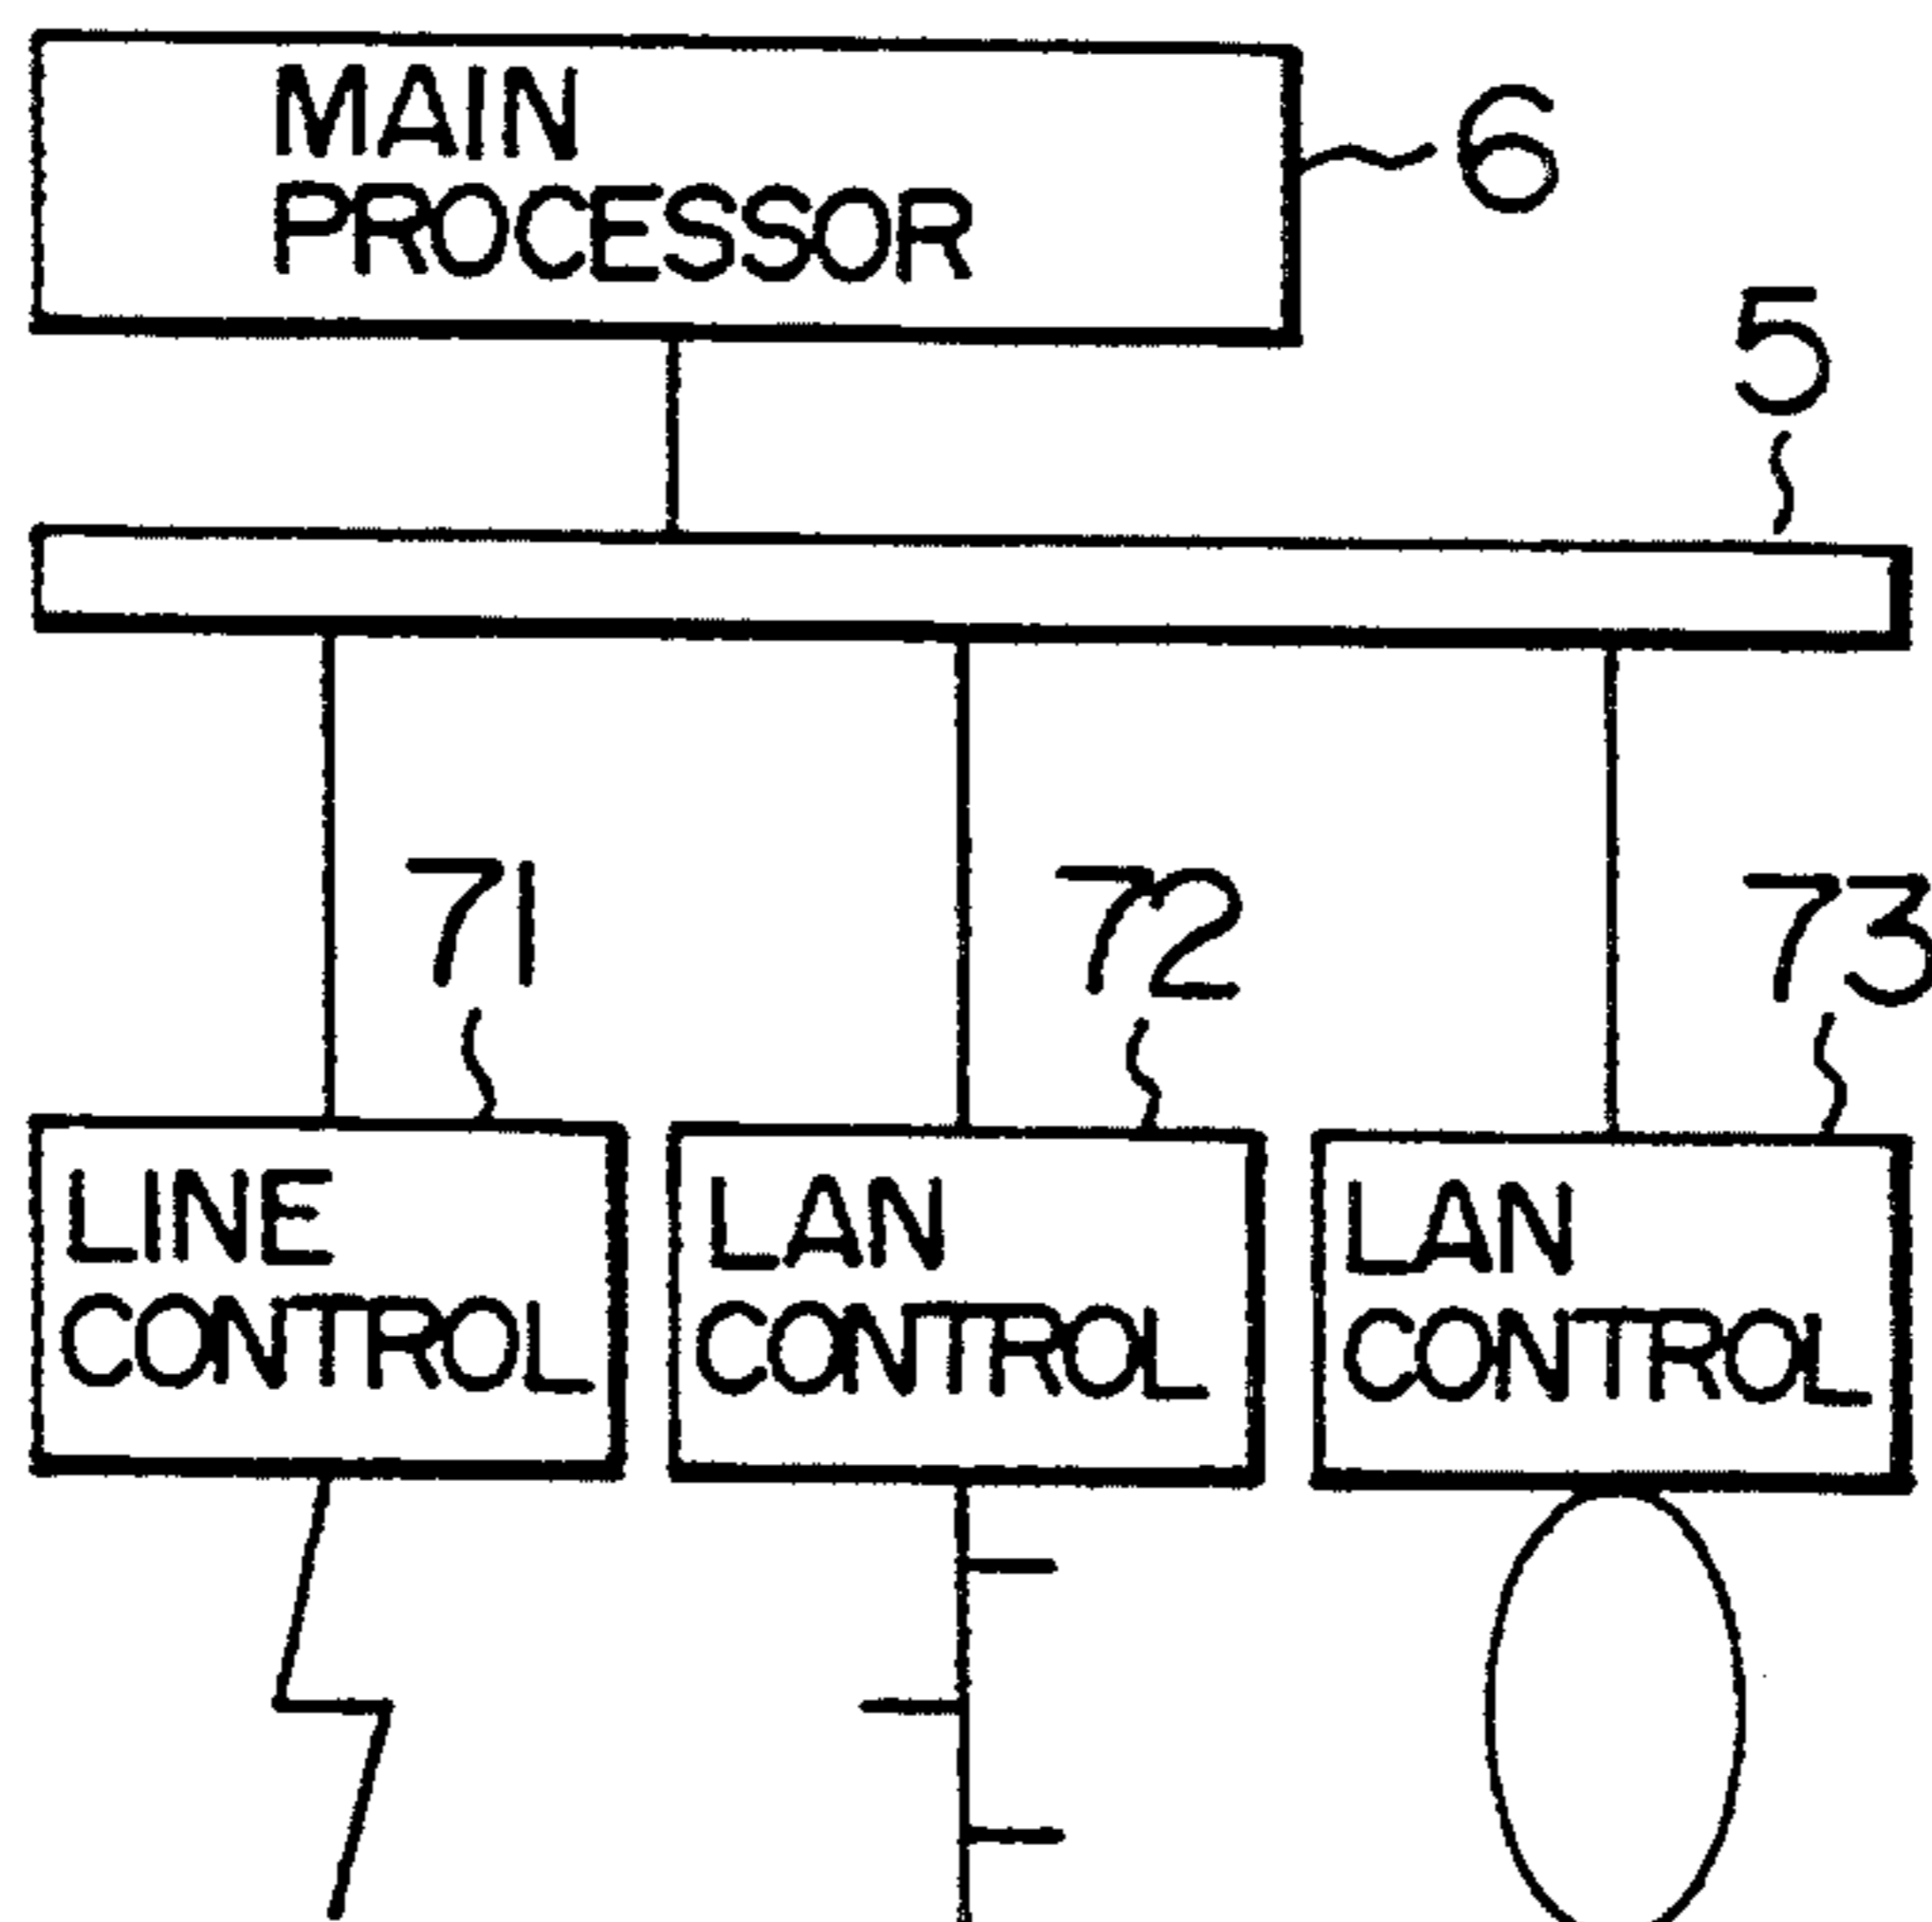 MAIN
PROCESSOR
6
5
71
72
73
LINE
CONTROL
LAN
CONTROL
LAN
CONTROL